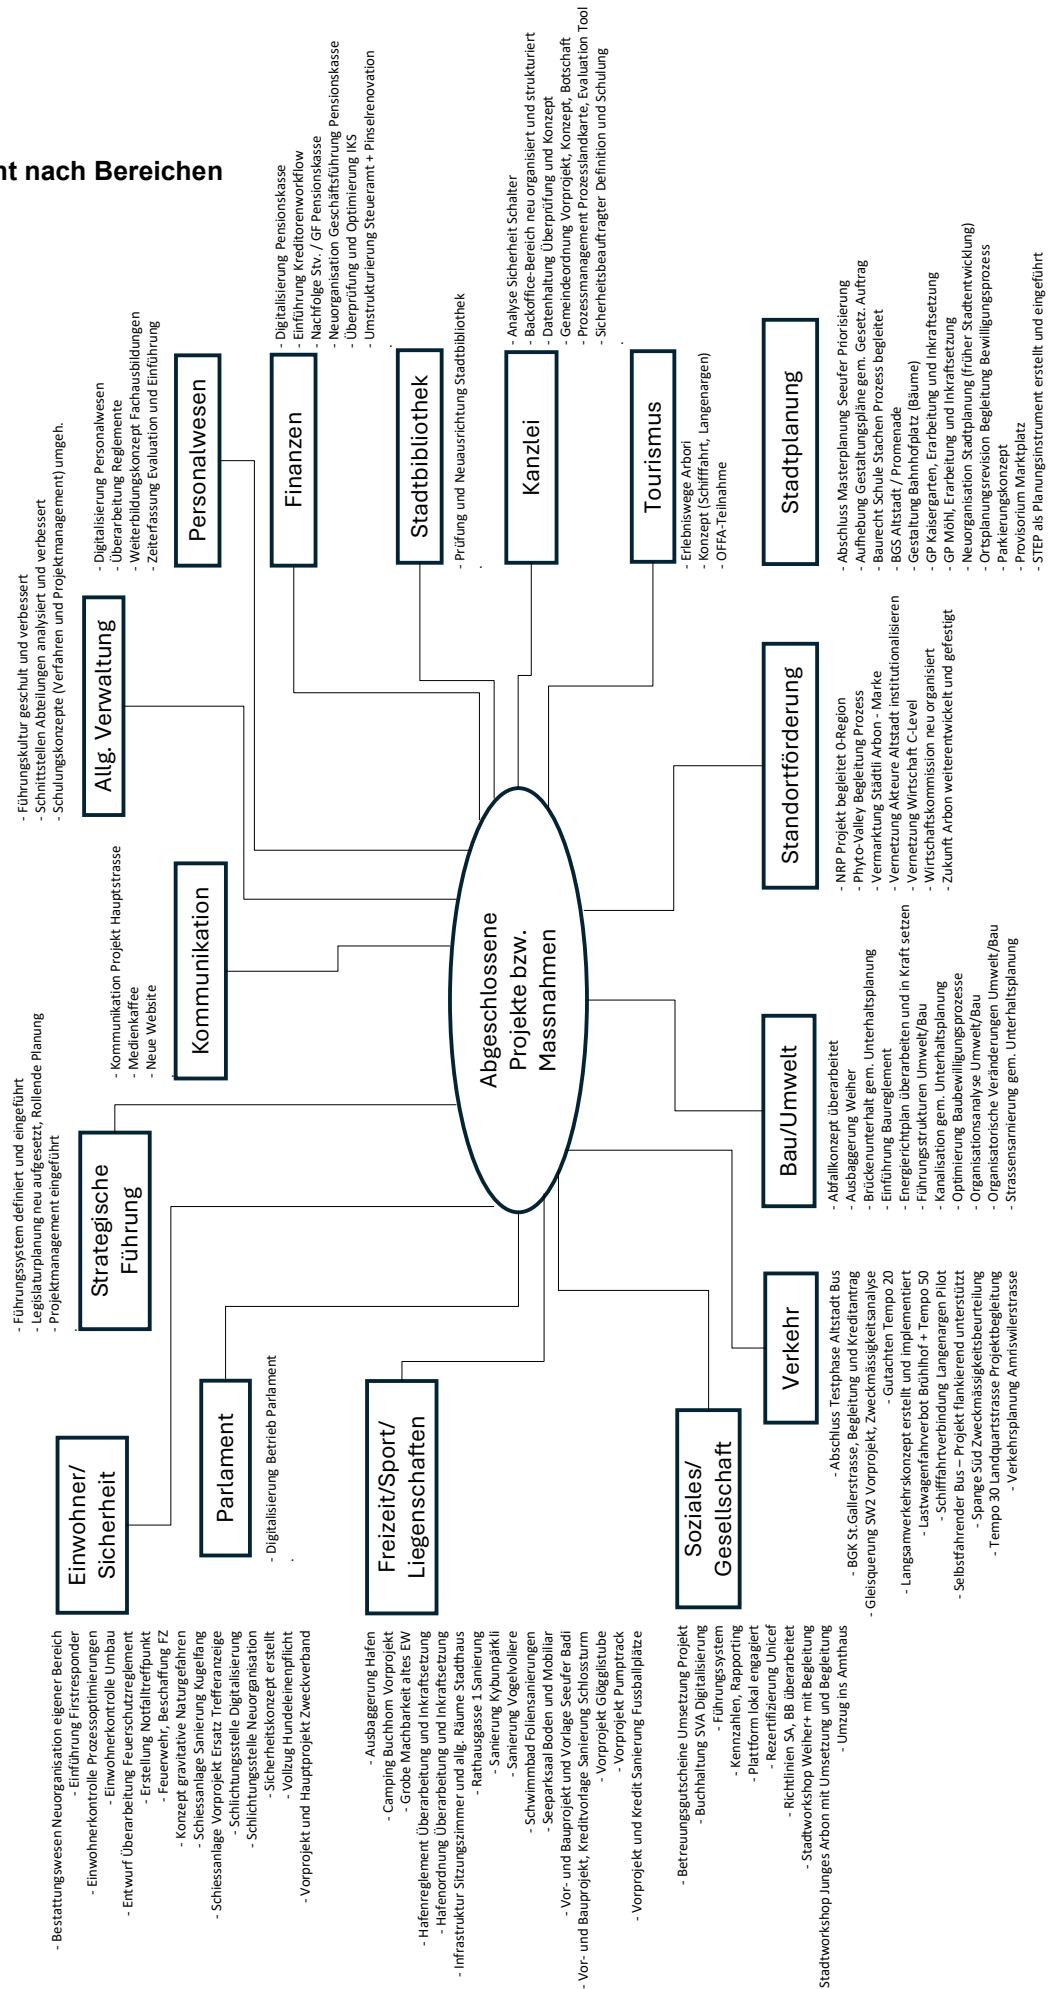 nt nach Bereichen
Abgeschlossene
Projekte bzw.
Massnahmen
Einwohner/
Sicherheit
- Bestattungswesen Neuorganisation eigener Bereich
- Einführung Firstresponder
- Einwohnerkontrolle Prozessoptimierungen
- Einwohnerkontrolle Umbau
- Entwurf Überarbeitung Feuerschutzreglement
- Erstellung Notfalltreffpunkt
- Feuerwehr, Beschaffung FZ
- Konzept gravitative Naturgefahren
- Schiessanlage Sanierung Kugelfang
- Schiessanlage Vorprojekt Ersatz Trefferanzeige
- Schlichtungsstelle Digitalisierung
- Schlichtungsstelle Neuorganisation
- Sicherheitskonzept erstellt
- Vollzug Hundeleinenpflicht
- Vorprojekt und Hauptprojekt Zweckverband
Strategische
Führung
- Führungssystem definiert und eingeführt
- Legislaturplanung neu aufgesetzt, Rollende Planung
- Projektmanagement eingeführt
.
Kommunikation
- Kommunikation Projekt Hauptstrasse
- Medienkaffee
- Neue Website
.
Allg. Verwaltung
- Führungskultur geschult und verbessert
- Schnittstellen Abteilungen analysiert und verbessert
- Schulungskonzepte (Verfahren und Projektmanagement) umgeh.
Personalwesen
- Digitalisierung Personalwesen
- Überarbeitung Reglemente
- Weiterbildungskonzept Fachausbildungen
- Zeiterfassung Evaluation und Einführung
Parlament
- Digitalisierung Betrieb Parlament
.
Finanzen
- Digitalisierung Pensionskasse
- Einführung Kreditorenworkflow
- Nachfolge Stv. / GF Pensionskasse
- Neuorganisation Geschäftsführung Pensionskasse
- Überprüfung und Optimierung IKS
- Umstrukturierung Steueramt + Pinselrenovation
.
Freizeit/Sport/
Liegenschaften
- Ausbaggerung Häfen
- Camping Buchhorn Vorprojekt
- Grobe Machbarkeit altes EW
- Hafenreglement Überarbeitung und Inkraftsetzung
- Hafenordnung Überarbeitung und Inkraftsetzung
- Infrastruktur Sitzungszimmer und allg. Räume Stadthaus
- Rathausgasse 1 Sanierung
- Sanierung Kybunpärkli
- Sanierung Vogelvoliere
- Schwimmbad Foliensanierungen
- Seeparksaal Boden und Mobiliar
- Vor- und Bauprojekt und Vorlage Seeufer Badi
- Vor- und Bauprojekt, Kreditvorlage Sanierung Schlossturm
- Vorprojekt Glögglistube
- Vorprojekt Pumptrack
- Vorprojekt und Kredit Sanierung Fussballplätze
Stadtbibliothek
- Prüfung und Neuausrichtung Stadtbibliothek
.
Kanzlei
- Analyse Sicherheit Schalter
- Backoffice-Bereich neu organisiert und strukturiert
- Datenhaltung Überprüfung und Konzept
- Gemeindeordnung Vorprojekt, Konzept, Botschaft
- Prozessmanagement Prozesslandkarte, Evaluation Tool
- Sicherheitsbeauftragter Definition und Schulung
.
Tourismus
- Erlebniswege Arbori
- Konzept (Schifffahrt, Langenargen)
- OFFA-Teilnahme
Soziales/
Gesellschaft
- Betreuungsgutscheine Umsetzung Projekt
- Buchhaltung SVA Digitalisierung
- Führungssystem
- Kennzahlen, Rapporting
- Plattform lokal engagiert
- Rezertifizierung Unicef
- Richtlinien SA, BB überarbeitet
- Stadtworkshop Weiher+ mit Begleitung
Stadtworkshop Junges Arbon mit Umsetzung und Begleitung
- Umzug ins Amthaus
Verkehr
- Abschluss Testphase Altstadt Bus
- BGK St.Gallerstrasse, Begleitung und Kreditantrag
- Gleisquerung SW2 Vorprojekt, Zweckmässigkeitsanalyse
- Gutachten Tempo 20
- Langsamverkehrskonzept erstellt und implementiert
- Lastwagenfahrverbot Brühlhof + Tempo 50
- Schifffahrtverbindung Langenargen Pilot
- Selbstfahrender Bus – Projekt flankierend unterstützt
- Spange Süd Zweckmässigkeitsbeurteilung
- Tempo 30 Landquartstrasse Projektbegleitung
- Verkehrsplanung Amriswilerstrasse
Bau/Umwelt
- Abfallkonzept überarbeitet
- Ausbaggerung Weiher
- Brückenunterhalt gem. Unterhaltsplanung
- Einführung Baureglement
- Energierichtplan überarbeiten und in Kraft setzen
- Führungsstrukturen Umwelt/Bau
- Kanalisation gem. Unterhaltsplanung
- Optimierung Baubewilligungsprozesse
- Organisationsanalyse Umwelt/Bau
- Organisatorische Veränderungen Umwelt/Bau
- Strassensarnierung gem. Unterhaltsplanung
Standortförderung
- NRP Projekt begleitet 0-Region
- Phyto-Valley Begleitung Prozess
- Vermarktung Städtli Arbon - Marke
- Vernetzung Akteure Altstadt institutionalisieren
- Vernetzung Wirtschaft C-Level
- Wirtschaftskommission neu organisiert
- Zukunft Arbon weiterentwickelt und gefestigt
Stadtplanung
- Abschluss Masterplanung Seeufer Priorisierung
- Aufhebung Gestaltungspläne gem. Gesetz. Auftrag
- Baurecht Schule Stachen Prozess begleitet
- BGS Altstadt / Promenade
- Gestaltung Bahnhofplatz (Bäume)
- GP Kaisergarten, Erarbeitung und Inkraftsetzung
- GP Möhl, Erarbeitung und Inkraftsetzung
- Neuorganisation Stadtplanung (früher Stadtentwicklung)
- Ortsplanungsrevision Begleitung Bewilligungsprozess
- Parkierungskonzept
- Provisorium Marktplatz
- STEP als Planungsinstrument erstellt und eingeführt